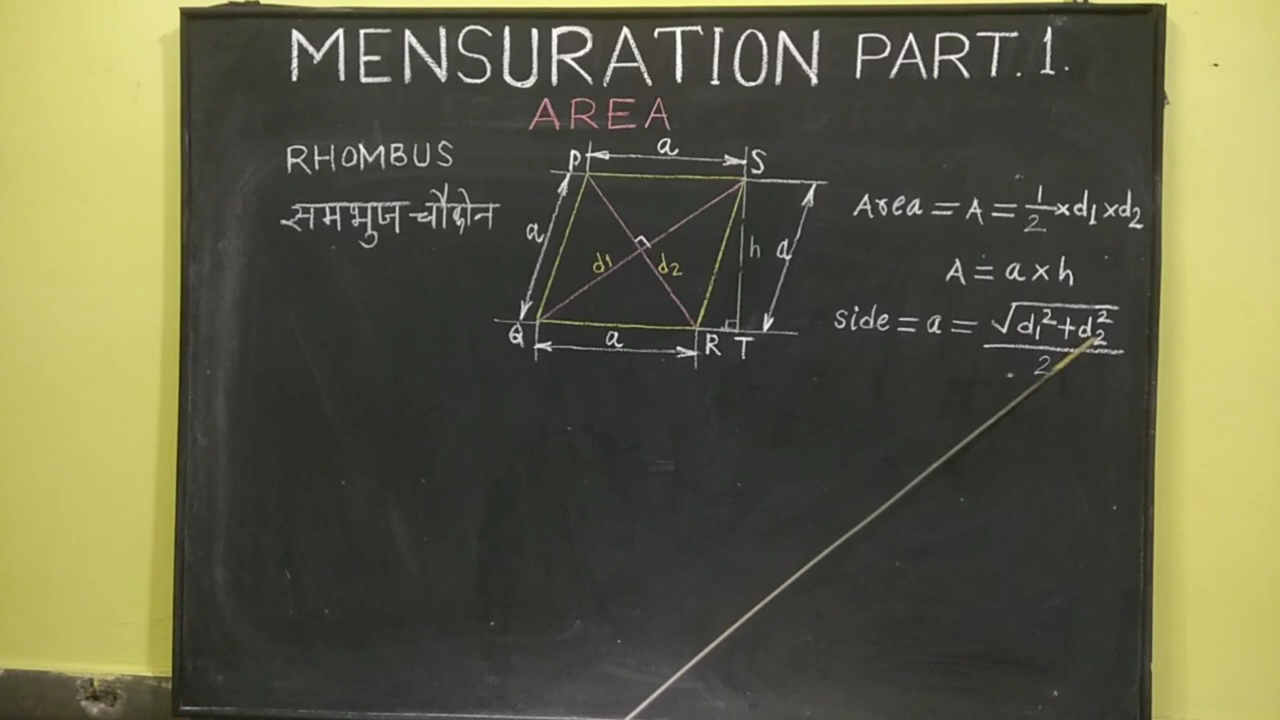 MENSURATION PART.1.
AREA
RHOMBUS
समभुज चौकोन
P a S
a
d1 d2
h a
Q a R T
Area = A = 1/2 × d1 × d2
A = a × h
side = a = √(d1² + d2²) / 2